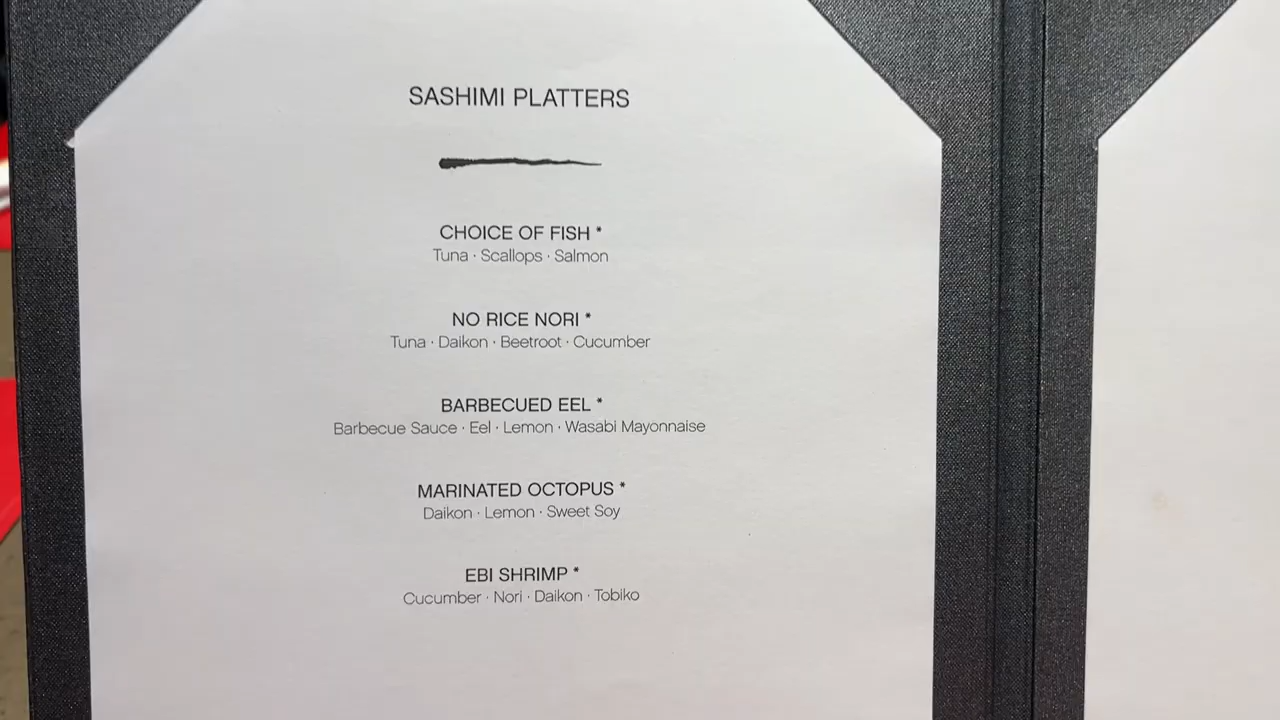 SASHIMI PLATTERS
CHOICE OF FISH *
Tuna · Scallops · Salmon
NO RICE NORI *
Tuna · Daikon · Beetroot · Cucumber
BARBECUED EEL *
Barbecue Sauce · Eel · Lemon · Wasabi Mayonnaise
MARINATED OCTOPUS *
Daikon · Lemon · Sweet Soy
EBI SHRIMP *
Cucumber · Nori · Daikon · Tobiko